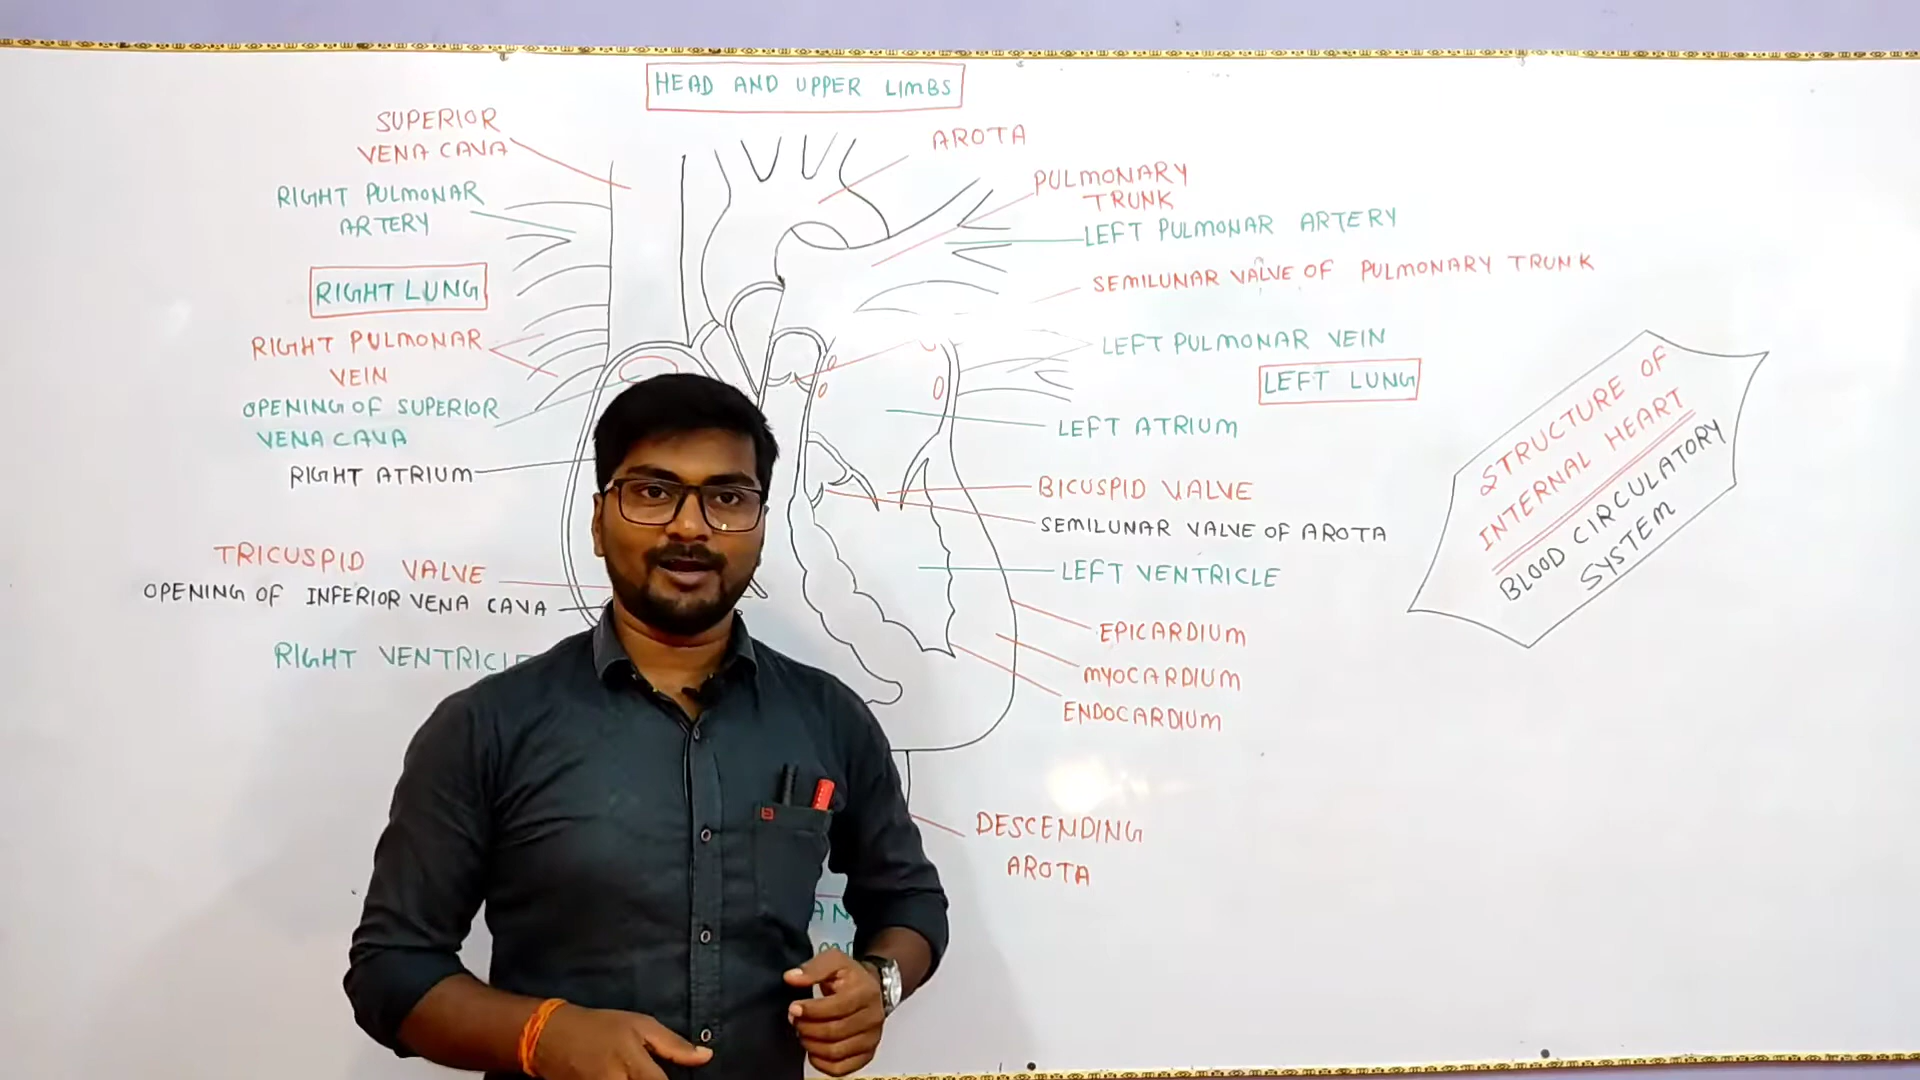 HEAD AND UPPER LIMBS
SUPERIOR
VENA CAVA
RIGHT PULMONAR
ARTERY
RIGHT LUNG
RIGHT PULMONAR
VEIN
OPENING OF SUPERIOR
VENA CAVA
RIGHT ATRIUM
TRICUSPID VALVE
OPENING OF INFERIOR VENA CAVA
RIGHT VENTRICLE
AROTA
PULMONARY
TRUNK
LEFT PULMONAR ARTERY
SEMILUNAR VALVE OF PULMONARY TRUNK
LEFT PULMONAR VEIN
LEFT LUNG
LEFT ATRIUM
BICUSPID VALVE
SEMILUNAR VALVE OF AROTA
LEFT VENTRICLE
EPICARDIUM
MYOCARDIUM
ENDOCARDIUM
DESCENDING
AROTA
STRUCTURE OF
INTERNAL HEART
BLOOD CIRCULATORY
SYSTEM